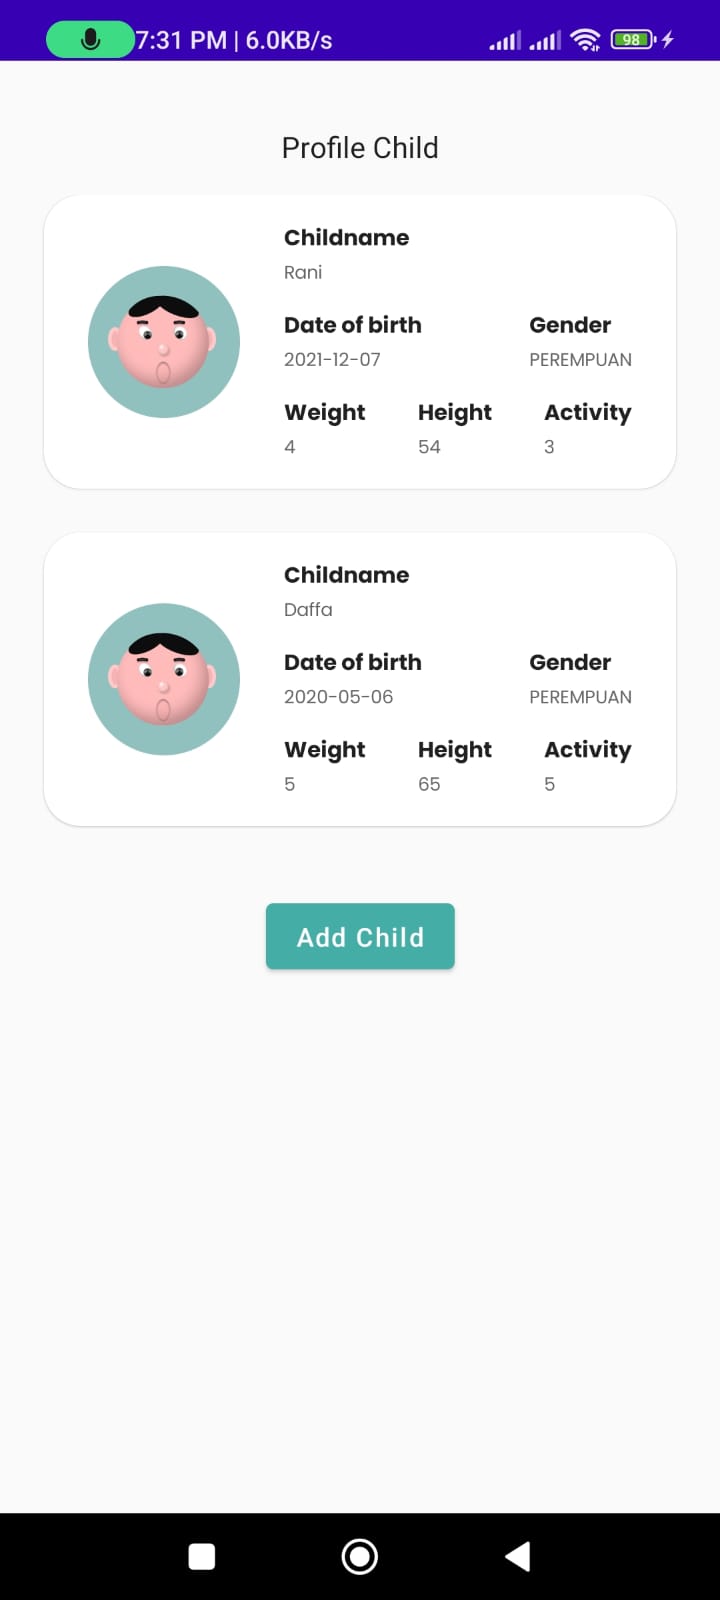 7:31 PM | 6.0KB/s 98
Profile Child
Childname
Rani
Date of birth Gender
2021-12-07 PEREMPUAN
Weight Height Activity
4 54 3
Childname
Daffa
Date of birth Gender
2020-05-06 PEREMPUAN
Weight Height Activity
5 65 5
Add Child